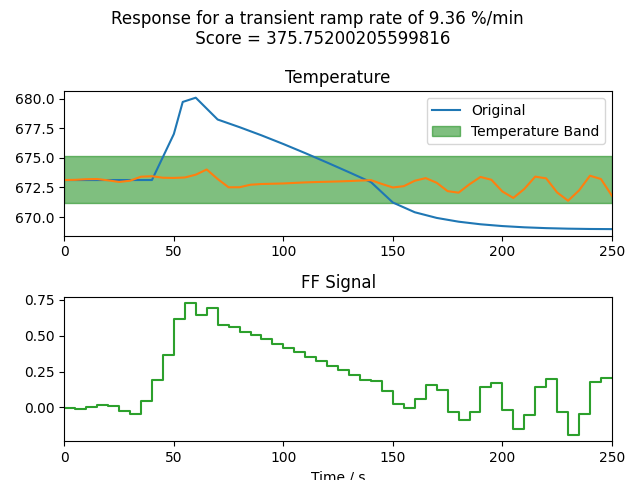 Response for a transient ramp rate of 9.36 %/min
Score = 375.75200205599816
Temperature
680.0
677.5
675.0
672.5
670.0
Original
Temperature Band
0 50 100 150 200 250
FF Signal
0.75
0.50
0.25
0.00
0 50 100 150 200 250
Time / s